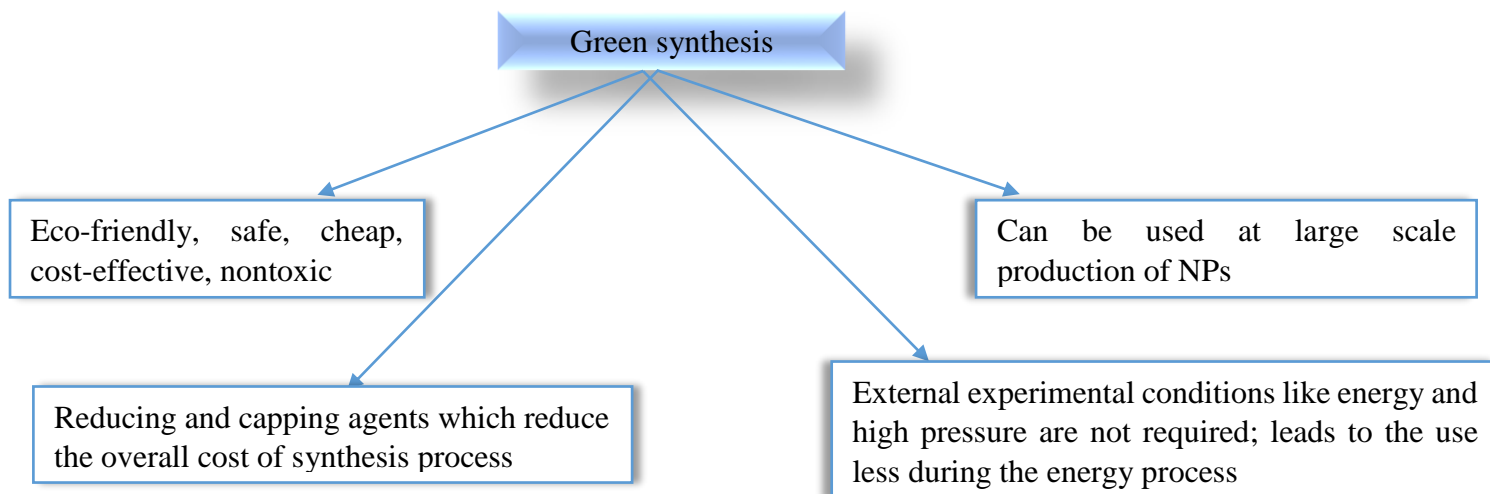 Green synthesis
Eco-friendly, safe, cheap,
cost-effective, nontoxic
Can be used at large scale
production of NPs
Reducing and capping agents which reduce
the overall cost of synthesis process
External experimental conditions like energy and
high pressure are not required; leads to the use
less during the energy process